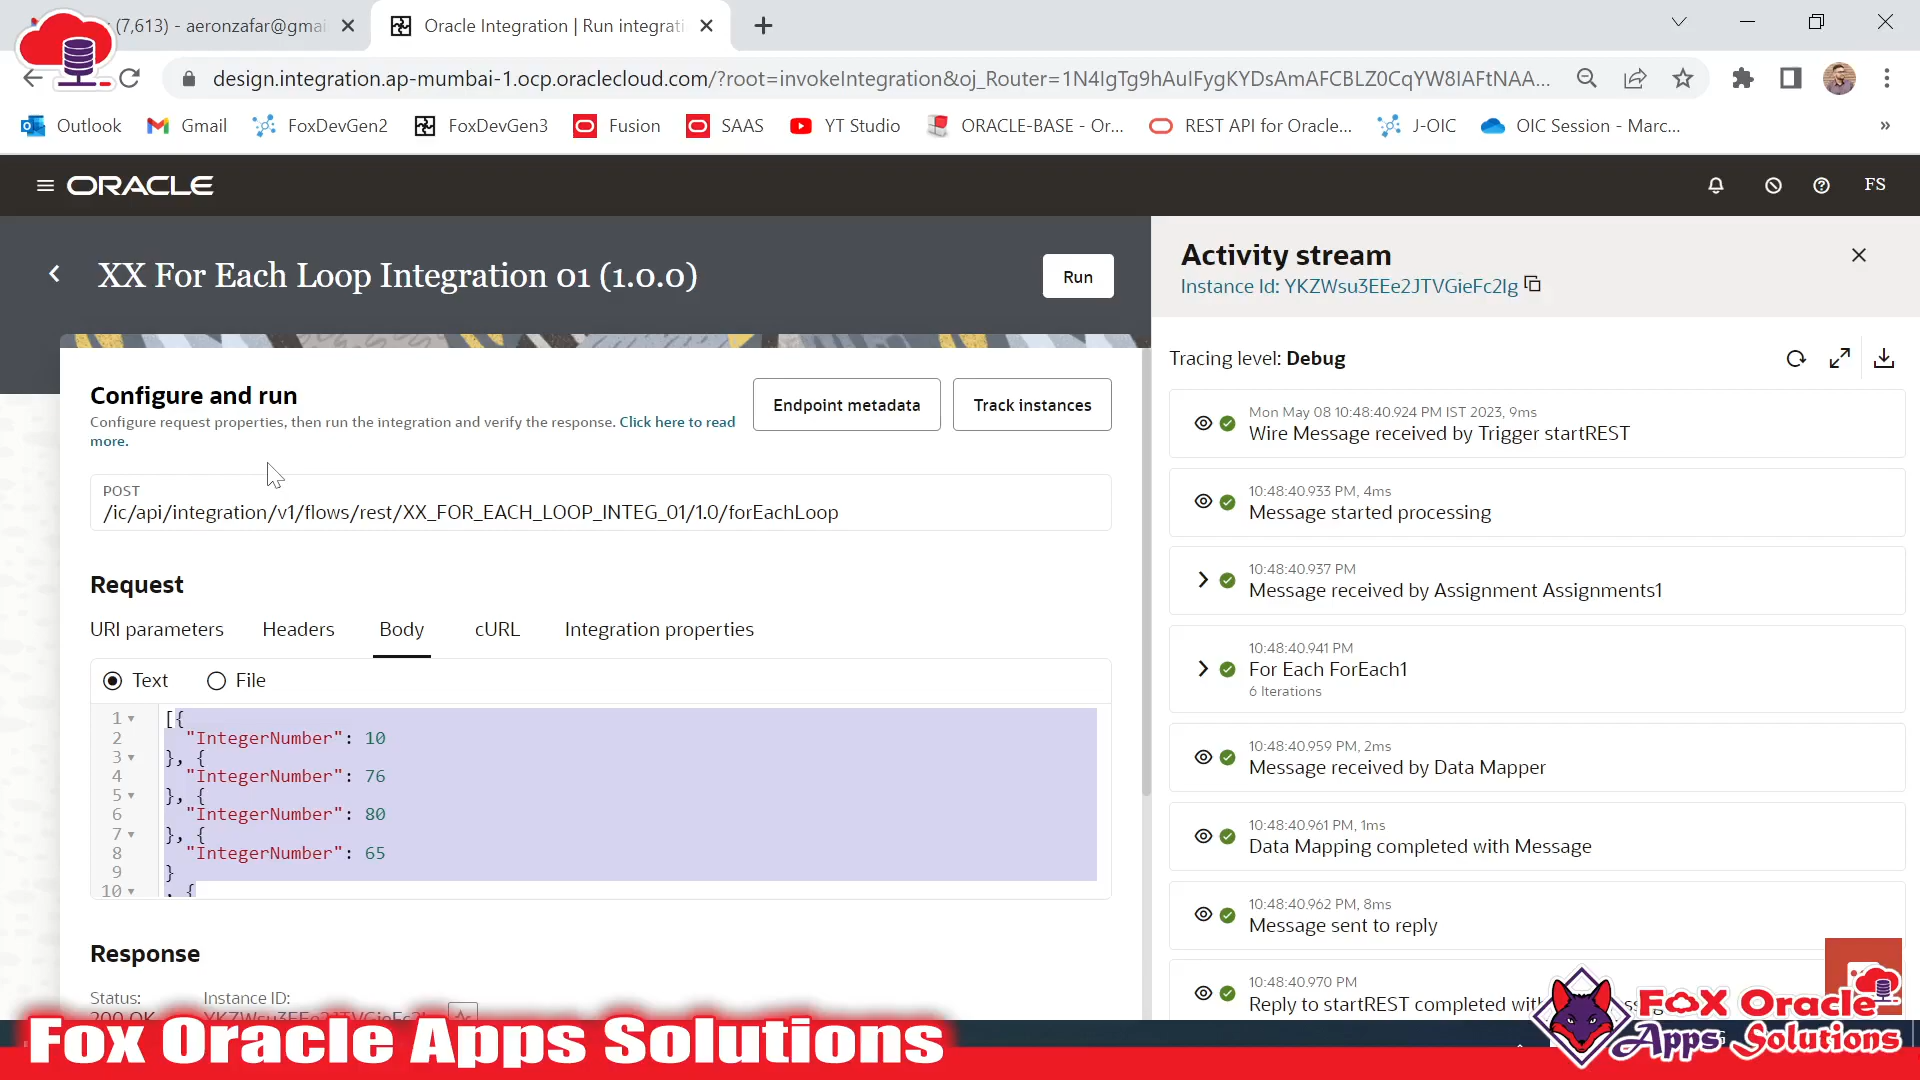 (7,613) - aeronzafar@gmai
Oracle Integration | Run integrati
design.integration.ap-mumbai-1.ocp.oraclecloud.com/?root=invokeIntegration&oj_Router=1N4IgTg9hAuIFygKYDsAmAFCBLZ0CqYW8IAFtNAA...
Outlook
Gmail
FoxDevGen2
FoxDevGen3
Fusion
SAAS
YT Studio
ORACLE-BASE - Or...
REST API for Oracle...
J-OIC
OIC Session - Marc...
»
ORACLE
FS
XX For Each Loop Integration 01 (1.0.0)
Run
Configure and run
Configure request properties, then run the integration and verify the response. Click here to read
more.
Endpoint metadata
Track instances
POST
/ic/api/integration/v1/flows/rest/XX_FOR_EACH_LOOP_INTEG_01/1.0/forEachLoop
Request
URI parameters
Headers
Body
cURL
Integration properties
Text
File
1 [{
2 "IntegerNumber": 10
3 }, {
4 "IntegerNumber": 76
5 }, {
6 "IntegerNumber": 80
7 }, {
8 "IntegerNumber": 65
9 }
10 , {
Response
Status:
Instance ID:
200 OK
Activity stream
Instance Id: YKZWsu3EEe2JTVGieFc2Ig
Tracing level: Debug
Mon May 08 10:48:40.924 PM IST 2023, 9ms
Wire Message received by Trigger startREST
10:48:40.933 PM, 4ms
Message started processing
10:48:40.937 PM
Message received by Assignment Assignments1
10:48:40.941 PM
For Each ForEach1
6 Iterations
10:48:40.959 PM, 2ms
Message received by Data Mapper
10:48:40.961 PM, 1ms
Data Mapping completed with Message
10:48:40.962 PM, 8ms
Message sent to reply
10:48:40.970 PM
Reply to startREST completed
Fox Oracle Apps Solutions
Fox Oracle
Apps Solutions